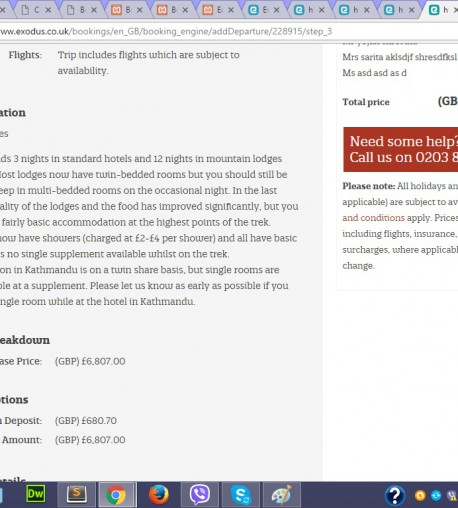 ww.exodus.co.uk/bookings/en_GB/booking_engine/addDeparture/228915/step_3
Flights: Trip includes flights which are subject to
availability.
ation
es
ds 3 nights in standard hotels and 12 nights in mountain lodges
ost lodges now have twin-bedded rooms but you should still be
eep in multi-bedded rooms on the occasional night. In the last
ality of the lodges and the food has improved significantly, but you
fairly basic accommodation at the highest points of the trek.
now have showers (charged at £2-£4 per shower) and all have basic
s no single supplement available whilst on the trek.
on in Kathmandu is on a twin share basis, but single rooms are
ble at a supplement. Please let us know as early as possible if you
ngle room while at the hotel in Kathmandu.
eakdown
ase Price: (GBP) £6,807.00
tions
n Deposit: (GBP) £680.70
Amount: (GBP) £6,807.00
Mrs sarita aklsdjf shresdfksl
Ms asd asd as d
Total price (GB
Need some help?
Call us on 0203 8
Please note: All holidays an
applicable) are subject to av
and conditions apply. Prices
including flights, insurance,
surcharges, where applicabl
change.
Dw
S